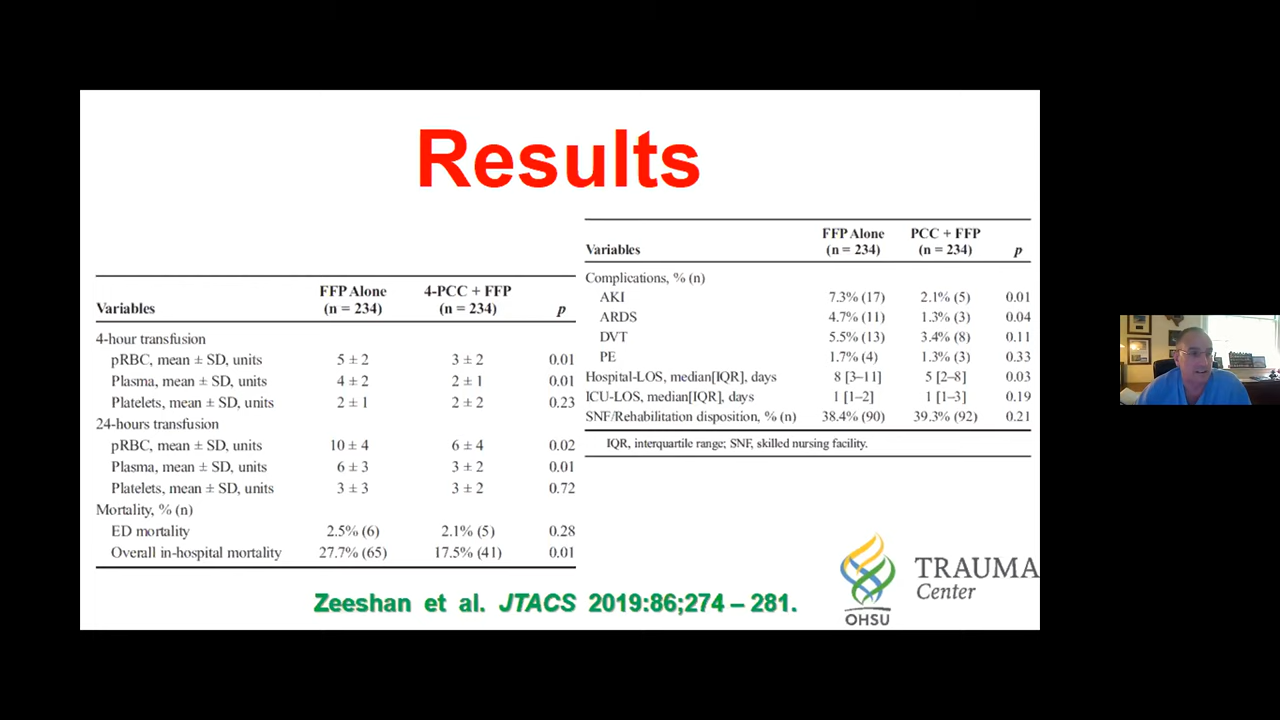 Results
Variables FFP Alone (n = 234) 4-PCC + FFP (n = 234) p
4-hour transfusion
pRBC, mean ± SD, units 5 ± 2 3 ± 2 0.01
Plasma, mean ± SD, units 4 ± 2 2 ± 1 0.01
Platelets, mean ± SD, units 2 ± 1 2 ± 2 0.23
24-hours transfusion
pRBC, mean ± SD, units 10 ± 4 6 ± 4 0.02
Plasma, mean ± SD, units 6 ± 3 3 ± 2 0.01
Platelets, mean ± SD, units 3 ± 3 3 ± 2 0.72
Mortality, % (n)
ED mortality 2.5% (6) 2.1% (5) 0.28
Overall in-hospital mortality 27.7% (65) 17.5% (41) 0.01
Variables FFP Alone (n = 234) PCC + FFP (n = 234) p
Complications, % (n)
AKI 7.3% (17) 2.1% (5) 0.01
ARDS 4.7% (11) 1.3% (3) 0.04
DVT 5.5% (13) 3.4% (8) 0.11
PE 1.7% (4) 1.3% (3) 0.33
Hospital-LOS, median[IQR], days 8 [3–11] 5 [2–8] 0.03
ICU-LOS, median[IQR], days 1 [1–2] 1 [1–3] 0.19
SNF/Rehabilitation disposition, % (n) 38.4% (90) 39.3% (92) 0.21
IQR, interquartile range; SNF, skilled nursing facility.
Zeeshan et al. JTACS 2019:86;274 – 281.
TRAUMA
Center
OHSU